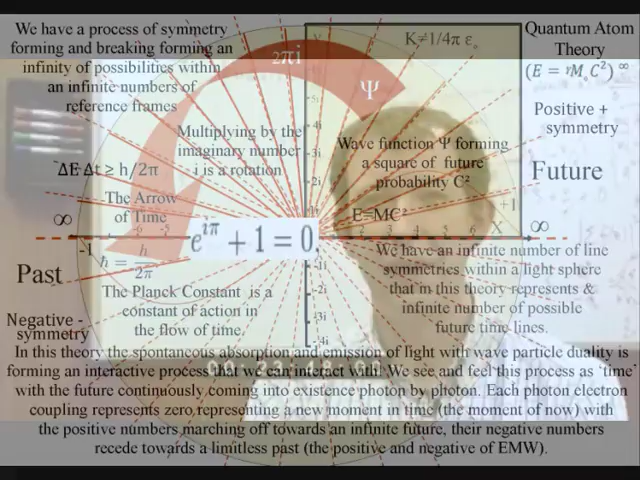 We have a process of symmetry
forming and breaking forming an
infinity of possibilities within
an infinite numbers of
reference frames
K≠1/4π εₒ
Quantum Atom
Theory
(E = ᵞM˳C²) ∞
Positive +
symmetry
Future
2πi
Ψ
Y
Multiplying by the
imaginary number
i is a rotation
Wave function Ψ forming
a square of future
probability C²
E=MC²
ΔE Δt ≥ h/2π
The Arrow
of Time
∞
-1
+1
X
∞
e^iπ + 1 = 0,
ħ = h/2π
Past
The Planck Constant is a
constant of action in
the flow of time.
Negative -
symmetry
We have an infinite number of line
symmetries within a light sphere
that in this theory represents &
infinite number of possible
future time lines.
In this theory the spontaneous absorption and emission of light with wave particle duality is
forming an interactive process that we can interact with! We see and feel this process as 'time'
with the future continuously coming into existence photon by photon. Each photon electron
coupling represents zero representing a new moment in time (the moment of now) with
the positive numbers marching off towards an infinite future, their negative numbers
recede towards a limitless past (the positive and negative of EMW).